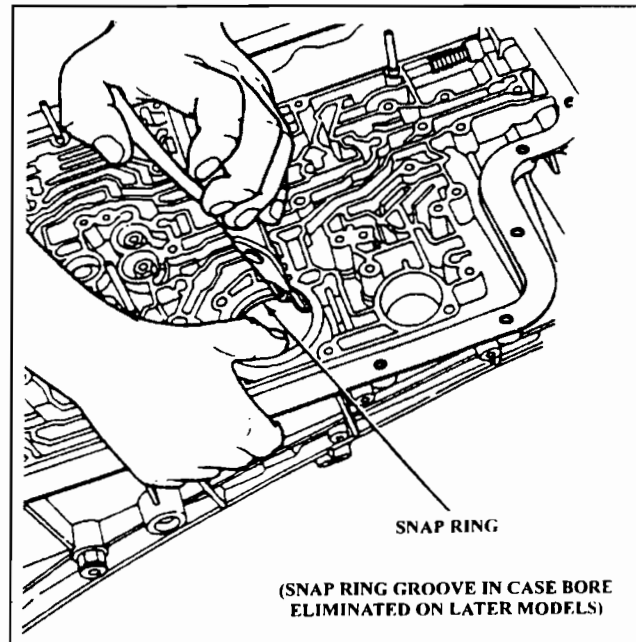 SNAP RING
(SNAP RING GROOVE IN CASE BORE
ELIMINATED ON LATER MODELS)